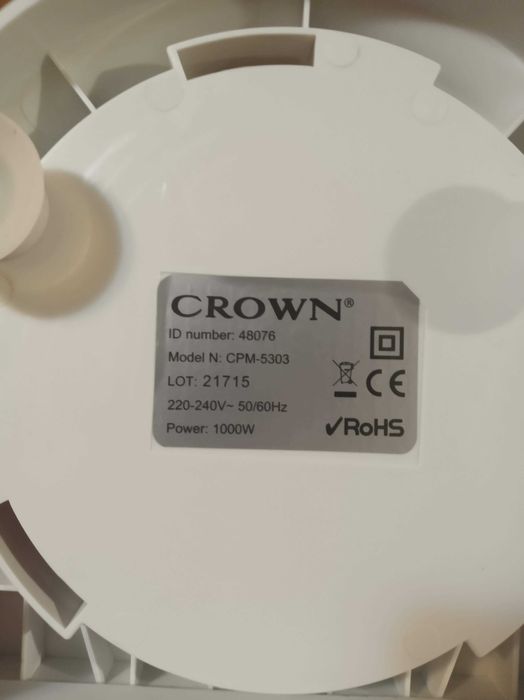 CROWN®
ID number: 48076
Model N: CPM-5303
LOT: 21715
220-240V~ 50/60Hz
Power: 1000W
CE
✓RoHS